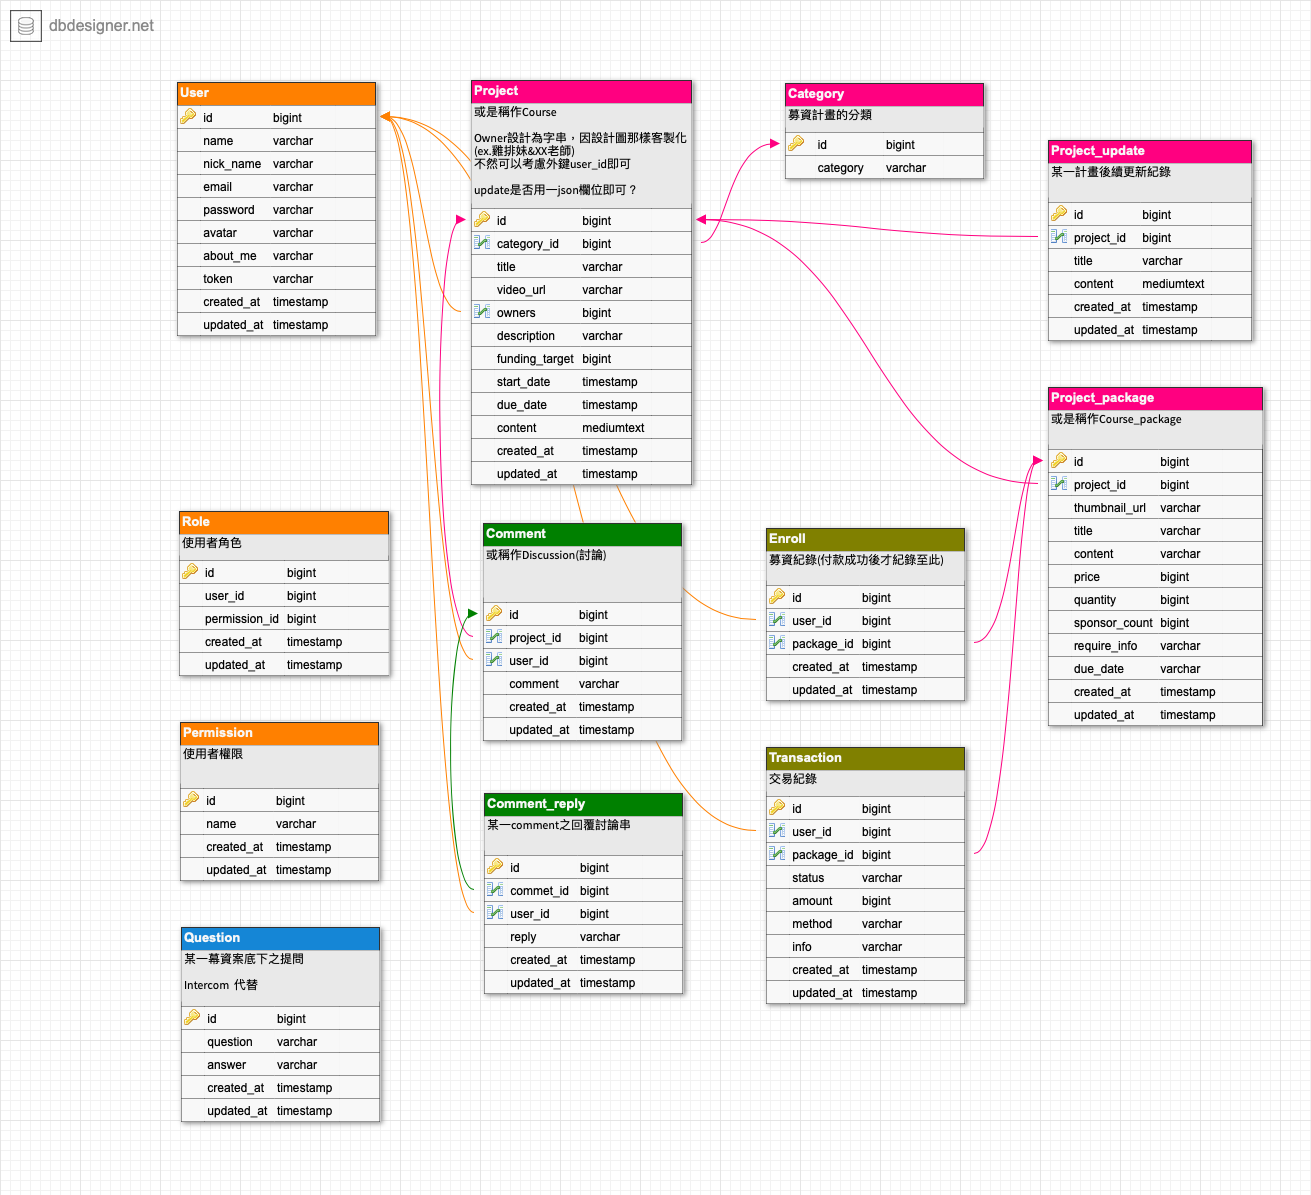 dbdesigner.net
User
id bigint
name varchar
nick_name varchar
email varchar
password varchar
avatar varchar
about_me varchar
token varchar
created_at timestamp
updated_at timestamp
Project
或是稱作Course
Owner設計為字串，因設計圖那樣客製化
(ex.雞排妹&XX老師)
不然可以考慮外鍵user_id即可
update是否用一json欄位即可？
id bigint
category_id bigint
title varchar
video_url varchar
owners bigint
description varchar
funding_target bigint
start_date timestamp
due_date timestamp
content mediumtext
created_at timestamp
updated_at timestamp
Category
募資計畫的分類
id bigint
category varchar
Project_update
某一計畫後續更新紀錄
id bigint
project_id bigint
title varchar
content mediumtext
created_at timestamp
updated_at timestamp
Project_package
或是稱作Course_package
id bigint
project_id bigint
thumbnail_url varchar
title varchar
content varchar
price bigint
quantity bigint
sponsor_count bigint
require_info varchar
due_date varchar
created_at timestamp
updated_at timestamp
Role
使用者角色
id bigint
user_id bigint
permission_id bigint
created_at timestamp
updated_at timestamp
Comment
或稱作Discussion(討論)
id bigint
project_id bigint
user_id bigint
comment varchar
created_at timestamp
updated_at timestamp
Enroll
募資紀錄(付款成功後才紀錄至此)
id bigint
user_id bigint
package_id bigint
created_at timestamp
updated_at timestamp
Permission
使用者權限
id bigint
name varchar
created_at timestamp
updated_at timestamp
Comment_reply
某一comment之回覆討論串
id bigint
commet_id bigint
user_id bigint
reply varchar
created_at timestamp
updated_at timestamp
Transaction
交易紀錄
id bigint
user_id bigint
package_id bigint
status varchar
amount bigint
method varchar
info varchar
created_at timestamp
updated_at timestamp
Question
某一幕資案底下之提問
Intercom 代替
id bigint
question varchar
answer varchar
created_at timestamp
updated_at timestamp